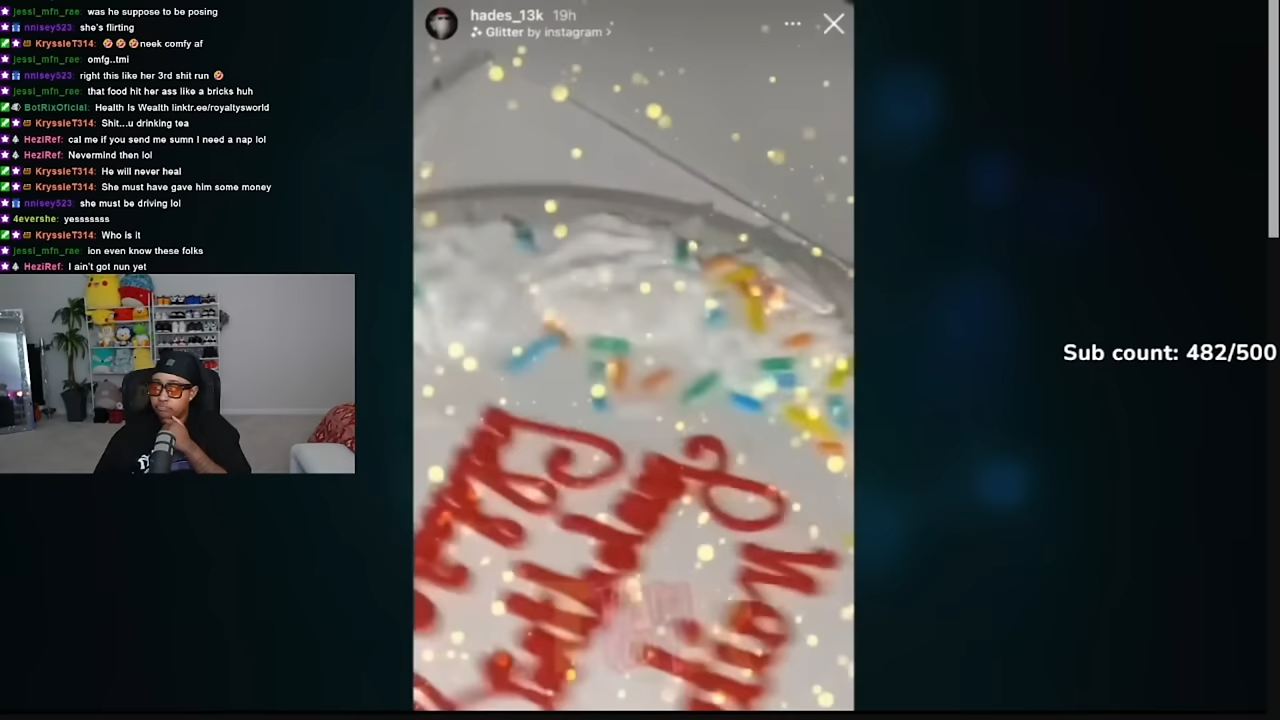 jessi_mfn_rae: was he suppose to be posing
nnisey523: she's flirting
KryssieT314: 🤣🤣🤣neek comfy af
jessi_mfn_rae: omfg..tmi
nnisey523: right this like her 3rd shit run 🤣
jessi_mfn_rae: that food hit her ass like a bricks huh
BotRixOficial: Health Is Wealth linktr.ee/royaltysworld
KryssieT314: Shit...u drinking tea
HeziRef: cal me if you send me sumn I need a nap lol
HeziRef: Nevermind then lol
KryssieT314: He will never heal
KryssieT314: She must have gave him some money
nnisey523: she must be driving lol
4evershe: yesssssss
KryssieT314: Who is it
jessi_mfn_rae: ion even know these folks
HeziRef: I ain't got nun yet
hades_13k 19h
Glitter by instagram >
Sub count: 482/500